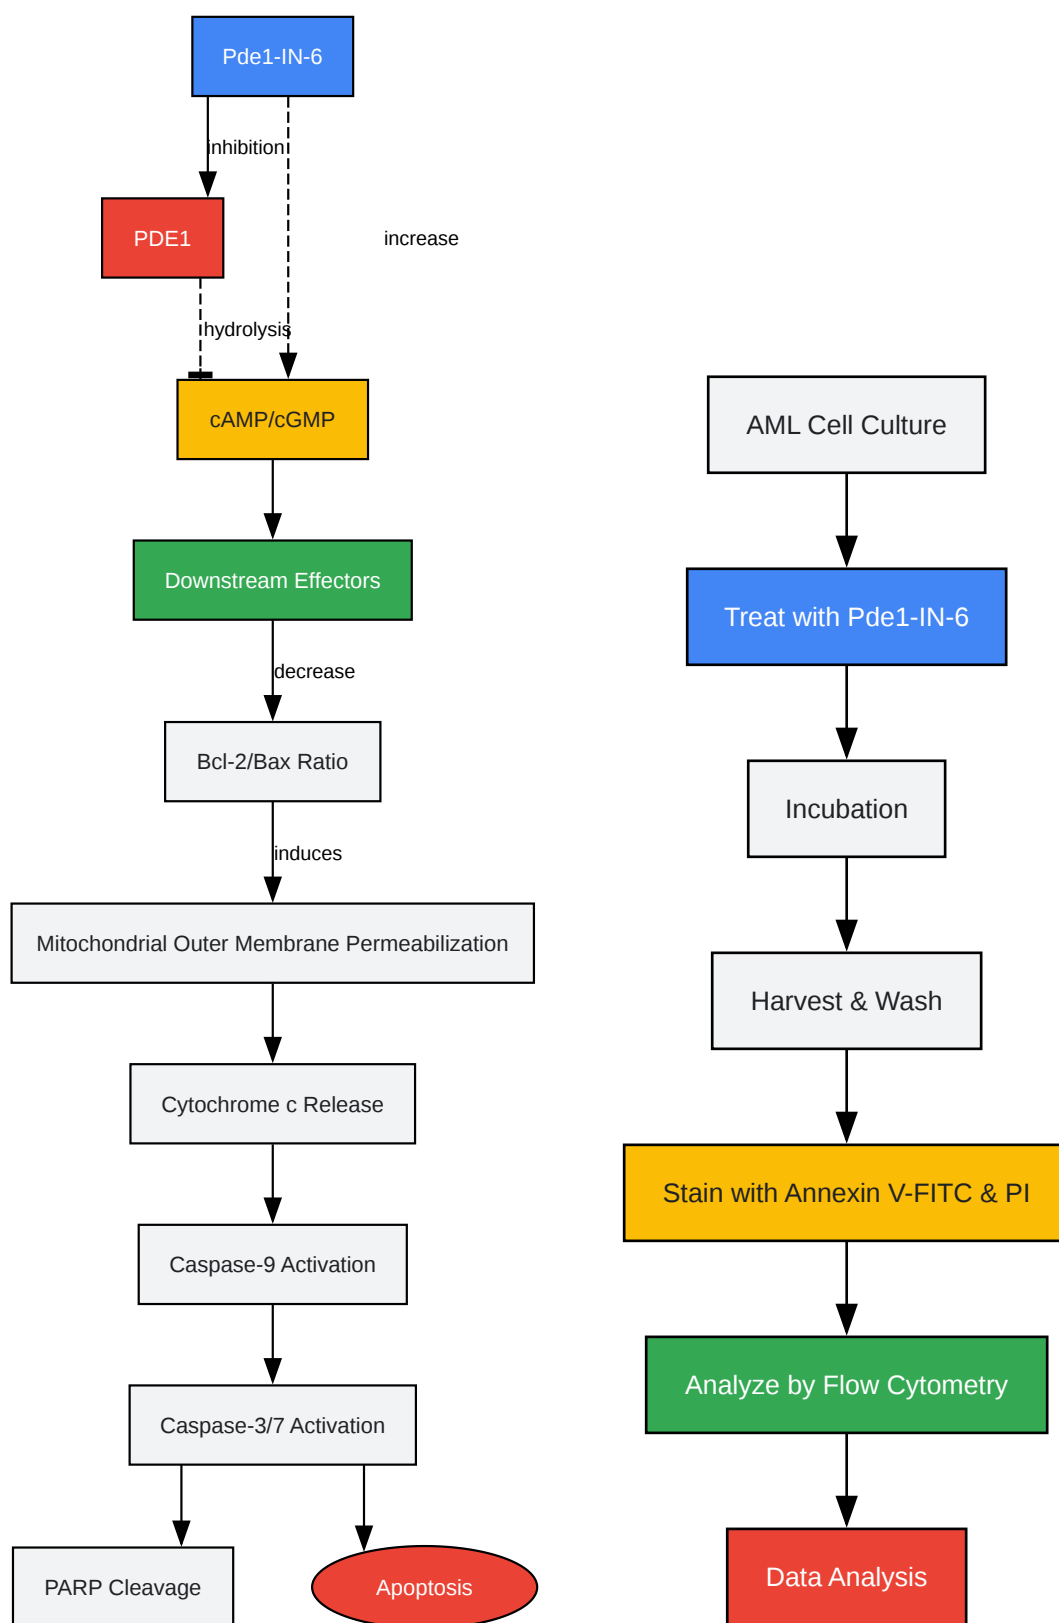 Pde1-IN-6
inhibition
PDE1
increase
hydrolysis
cAMP/cGMP
Downstream Effectors
decrease
Bcl-2/Bax Ratio
induces
Mitochondrial Outer Membrane Permeabilization
Cytochrome c Release
Caspase-9 Activation
Caspase-3/7 Activation
PARP Cleavage
Apoptosis
AML Cell Culture
Treat with Pde1-IN-6
Incubation
Harvest & Wash
Stain with Annexin V-FITC & PI
Analyze by Flow Cytometry
Data Analysis